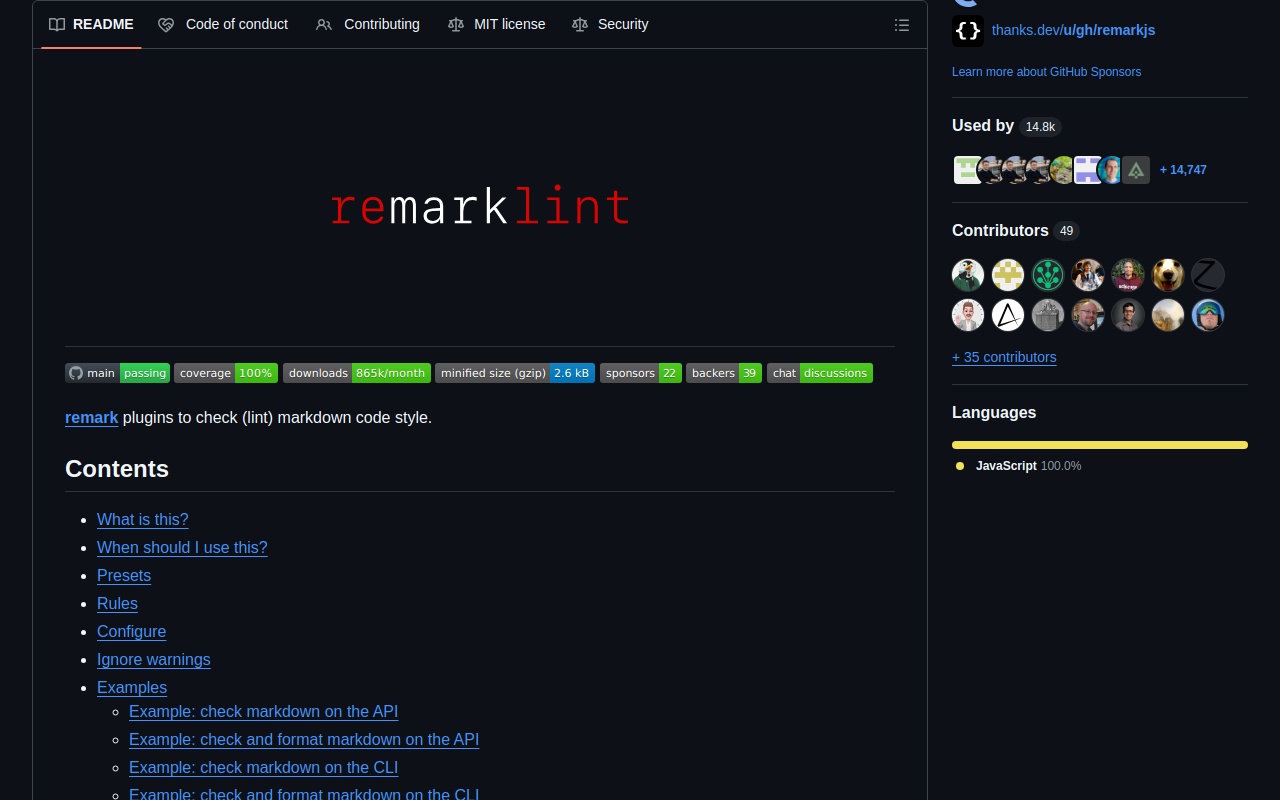 README
Code of conduct
Contributing
MIT license
Security
remarklint
main passing
coverage 100%
downloads 865k/month
minified size (gzip) 2.6 kB
sponsors 22
backers 39
chat discussions
remark plugins to check (lint) markdown code style.
Contents
What is this?
When should I use this?
Presets
Rules
Configure
Ignore warnings
Examples
Example: check markdown on the API
Example: check and format markdown on the API
Example: check markdown on the CLI
Example: check and format markdown on the CLI
{} thanks.dev/u/gh/remarkjs
Learn more about GitHub Sponsors
Used by 14.8k
+ 14,747
Contributors 49
+ 35 contributors
Languages
JavaScript 100.0%